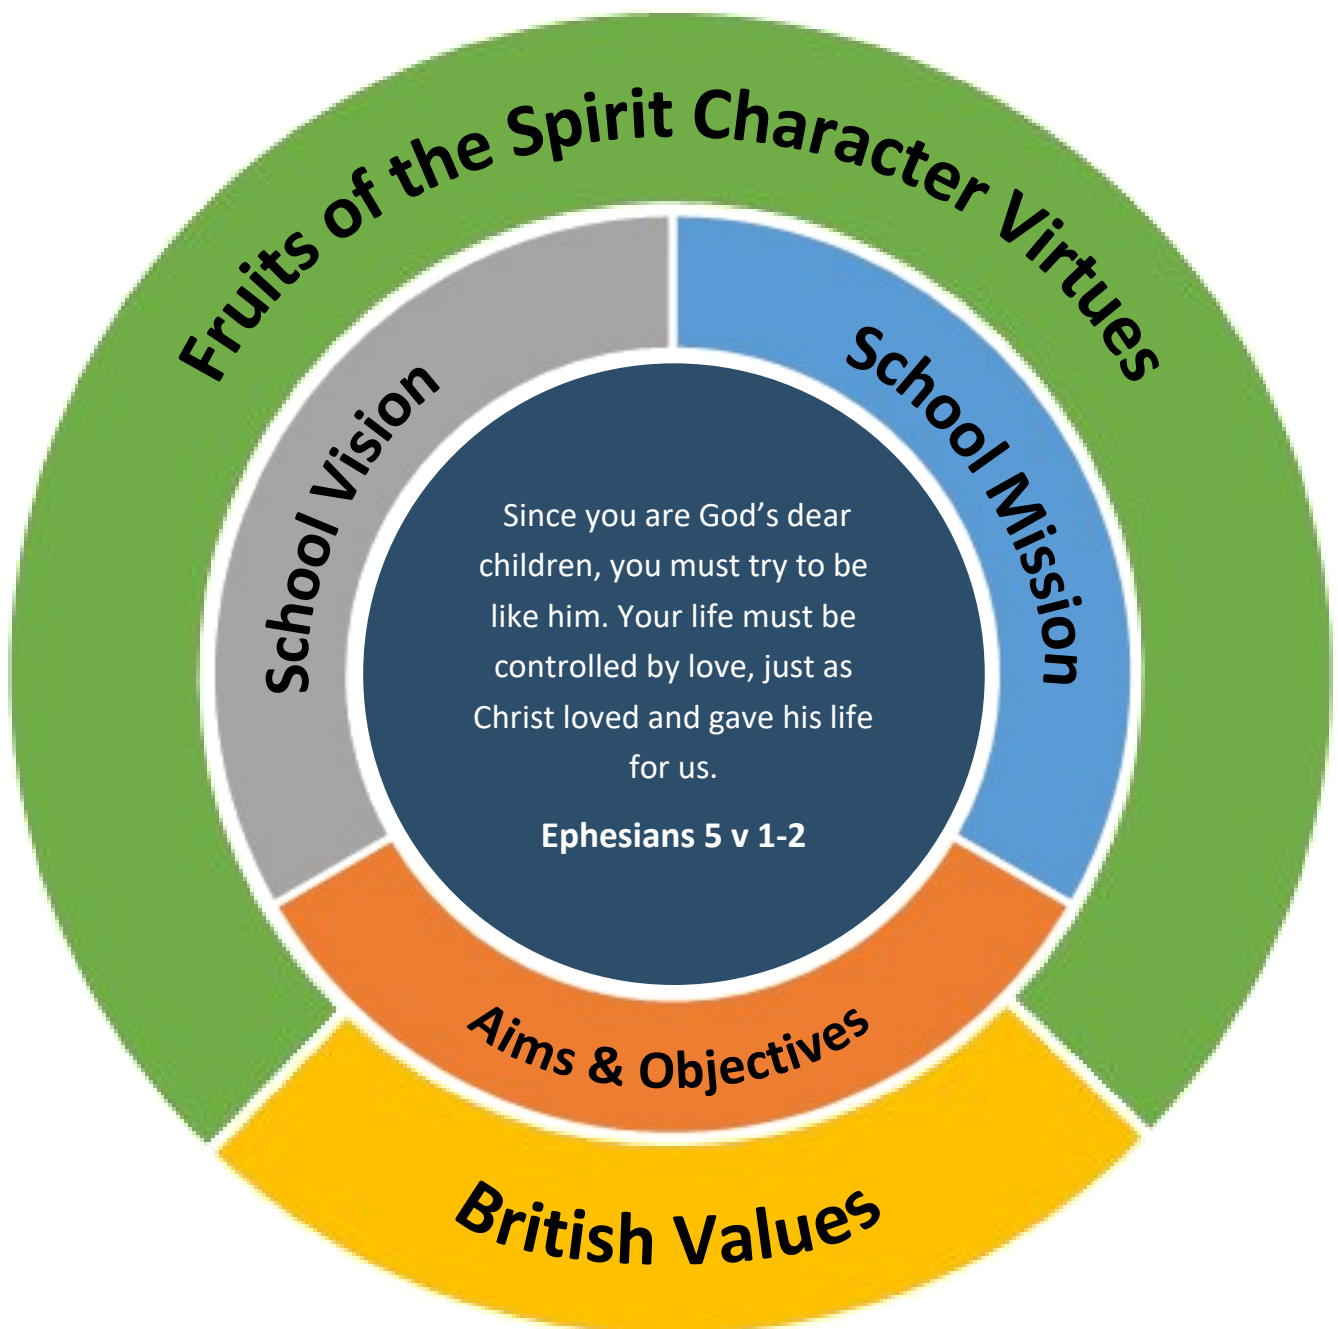 Fruits of the Spirit Character Virtues
School Vision
School Mission
Since you are God’s dear
children, you must try to be
like him. Your life must be
controlled by love, just as
Christ loved and gave his life
for us.
Ephesians 5 v 1-2
Aims & Objectives
British Values